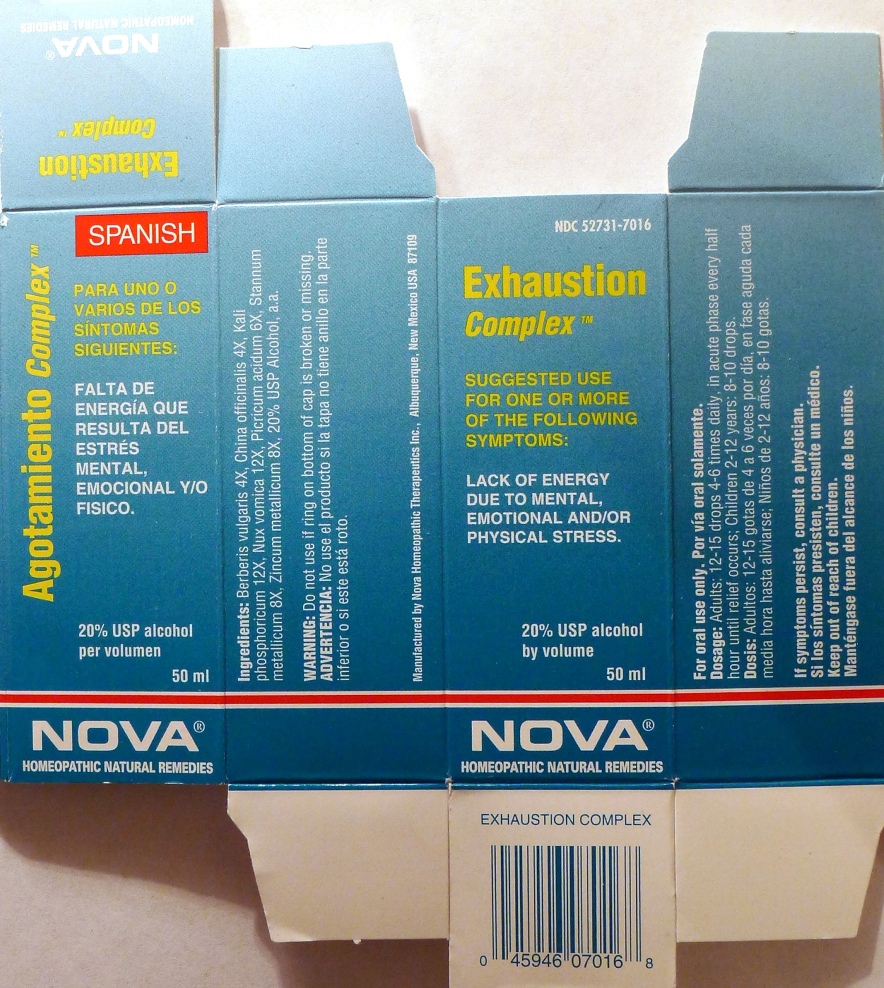 NOVA®
HOMEOPATHIC NATURAL REMEDIES
Exhaustion
Complex™
Agotamiento Complex™
SPANISH
PARA UNO O
VARIOS DE LOS
SÍNTOMAS
SIGUIENTES:
FALTA DE
ENERGíA QUE
RESULTA DEL
ESTRÉS
MENTAL,
EMOCIONAL Y/O
FISICO.
20% USP alcohol
per volumen
50 ml
NOVA®
HOMEOPATHIC NATURAL REMEDIES
Ingredients: Berberis vulgaris 4X, China officinalis 4X, Kali
phosphoricum 12X, Nux vomica 12X, Picricum acidum 6X, Stannum
metallicum 8X, Zincum metallicum 8X, 20% USP Alcohol, a.a.
WARNING: Do not use if ring on bottom of cap is broken or missing.
ADVERTENCIA: No use el producto si la tapa no tiene anillo en la parte
inferior o si este está roto.
Manufactured by Nova Homeopathic Therapeutics Inc., Albuquerque, New Mexico USA 87109
NDC 52731-7016
Exhaustion
Complex™
SUGGESTED USE
FOR ONE OR MORE
OF THE FOLLOWING
SYMPTOMS:
LACK OF ENERGY
DUE TO MENTAL,
EMOTIONAL AND/OR
PHYSICAL STRESS.
20% USP alcohol
by volume
50 ml
NOVA®
HOMEOPATHIC NATURAL REMEDIES
For oral use only. Por vía oral solamente.
Dosage: Adults: 12-15 drops 4-6 times daily, in acute phase every half
hour until relief occurs; Children 2-12 years: 8-10 drops.
Dosis: Adultos: 12-15 gotas de 4 a 6 veces por día, en fase aguda cada
media hora hasta aliviarse; Niños de 2-12 años: 8-10 gotas.
If symptoms persist, consult a physician.
Si los síntomas presisten, consulte un médico.
Keep out of reach of children.
Manténgase fuera del alcance de los niños.
EXHAUSTION COMPLEX
0 45946 07016 8